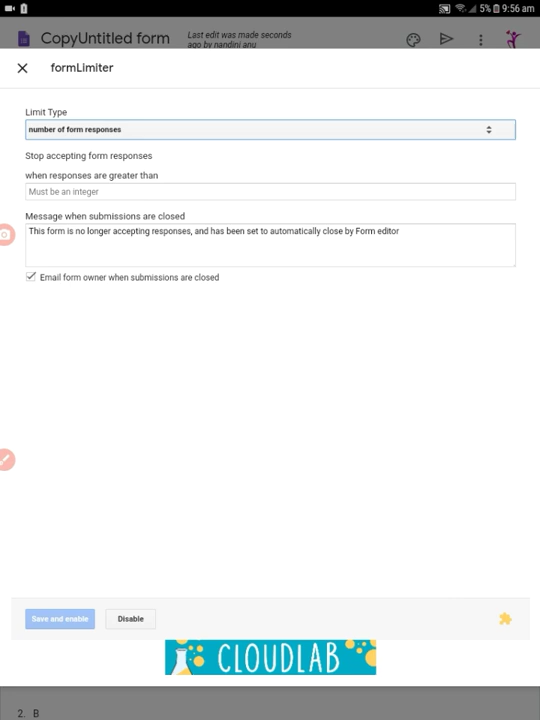 5% 9:56 am
CopyUntitled form
Last edit was made seconds
ago by nandini anu
formLimiter
Limit Type
number of form responses
Stop accepting form responses
when responses are greater than
Must be an integer
Message when submissions are closed
This form is no longer accepting responses, and has been set to automatically close by Form editor
Email form owner when submissions are closed
Save and enable
Disable
CLOUDLAB
2. B